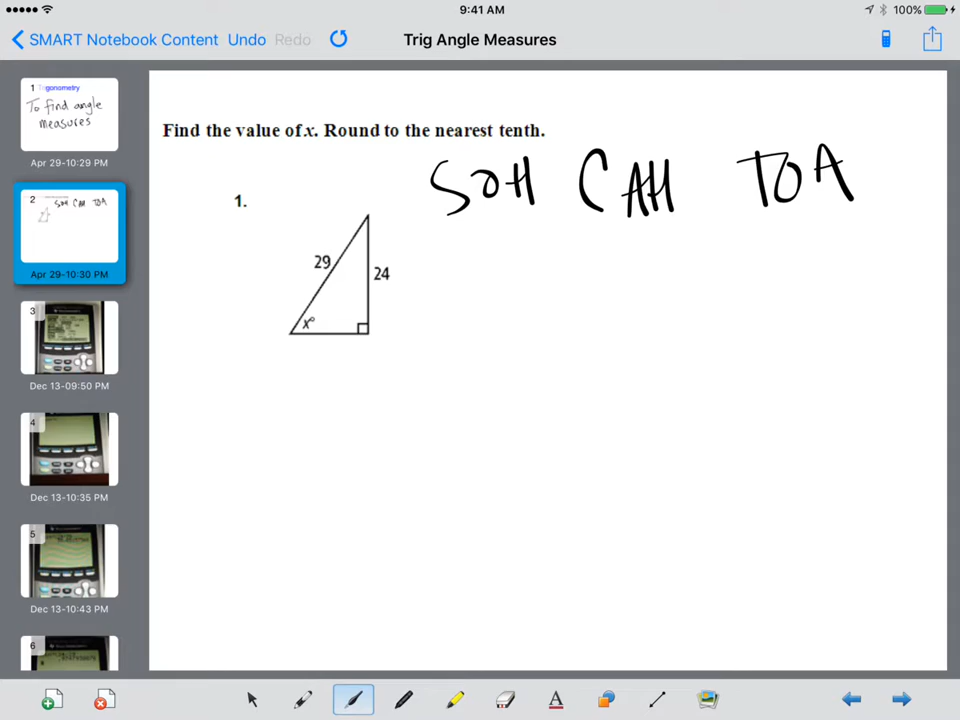 9:41 AM
100%
SMART Notebook Content Undo Redo
Trig Angle Measures
1 Trigonometry
To find angle
measures
Apr 29-10:29 PM
2
SOH CAH TOA
Apr 29-10:30 PM
3
Dec 13-09:50 PM
4
Dec 13-10:35 PM
5
Dec 13-10:43 PM
6
Find the value of x. Round to the nearest tenth.
SOH CAH TOA
1.
29
24
x°
A